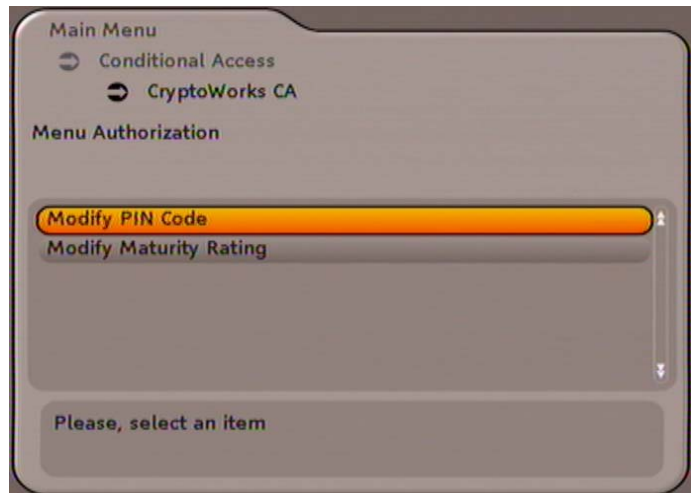 Main Menu
Conditional Access
CryptoWorks CA
Menu Authorization
Modify PIN Code
Modify Maturity Rating
Please, select an item